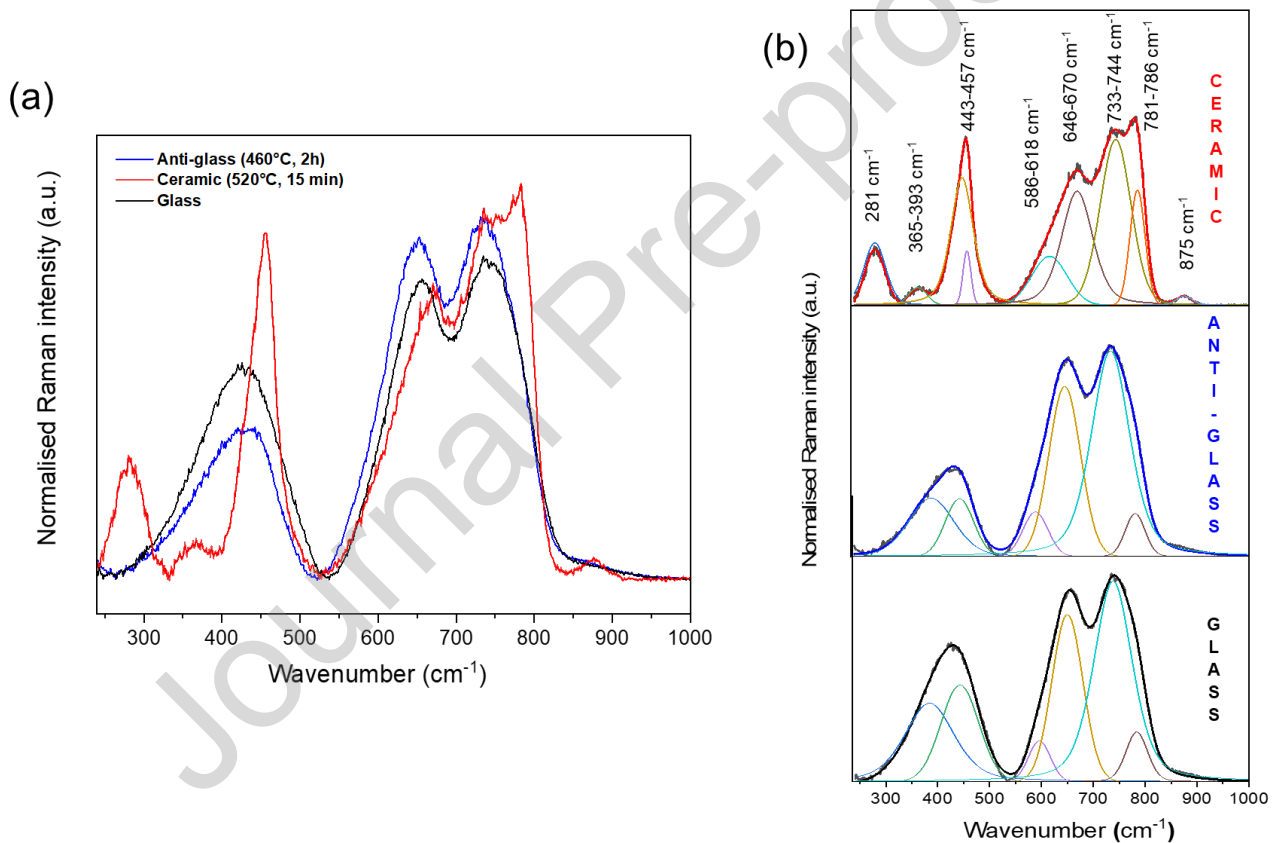 (a)
Normalised Raman intensity (a.u.)
Anti-glass (460°C, 2h)
Ceramic (520°C, 15 min)
Glass
300 400 500 600 700 800 900 1000
Wavenumber (cm⁻¹)
(b)
Normalised Raman intensity (a.u.)
281 cm⁻¹
365-393 cm⁻¹
443-457 cm⁻¹
586-618 cm⁻¹
646-670 cm⁻¹
733-744 cm⁻¹
781-786 cm⁻¹
875 cm⁻¹
CERAMIC
ANTI-GLASS
GLASS
300 400 500 600 700 800 900 1000
Wavenumber (cm⁻¹)
Journal Pre-proo